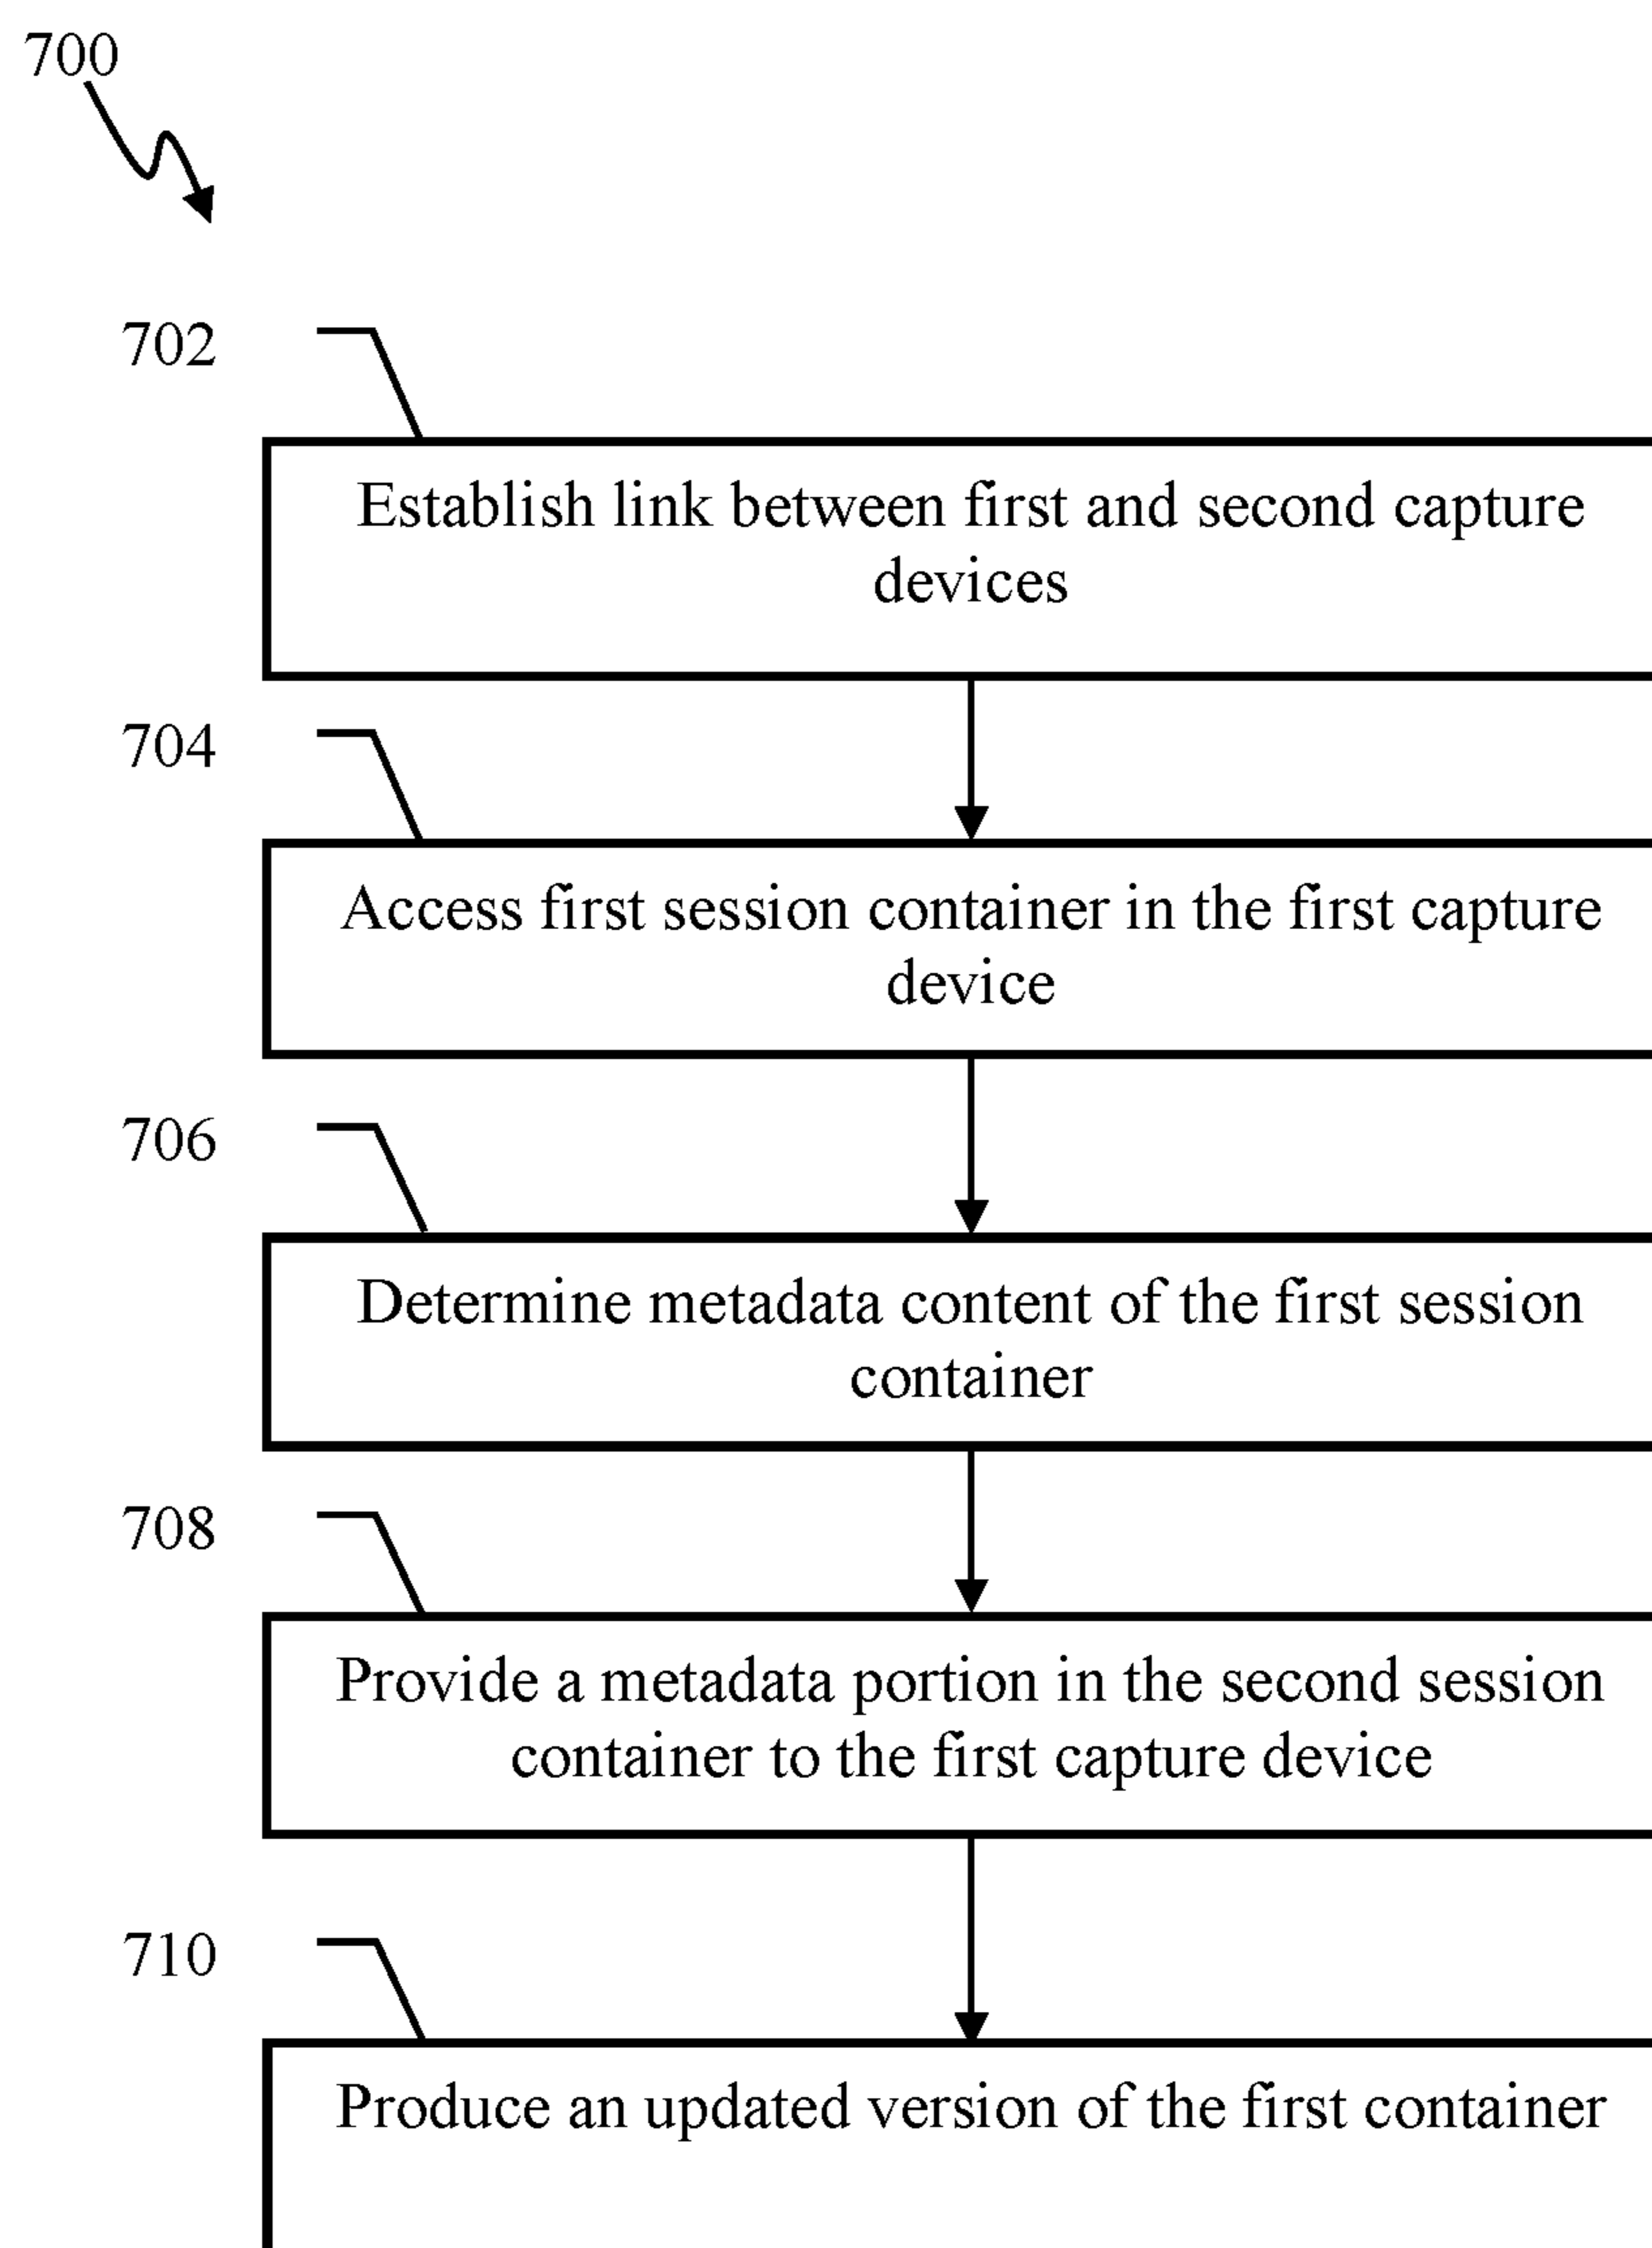 700
702
Establish link between first and second capture
devices
704
Access first session container in the first capture
device
706
Determine metadata content of the first session
container
708
Provide a metadata portion in the second session
container to the first capture device
710
Produce an updated version of the first container